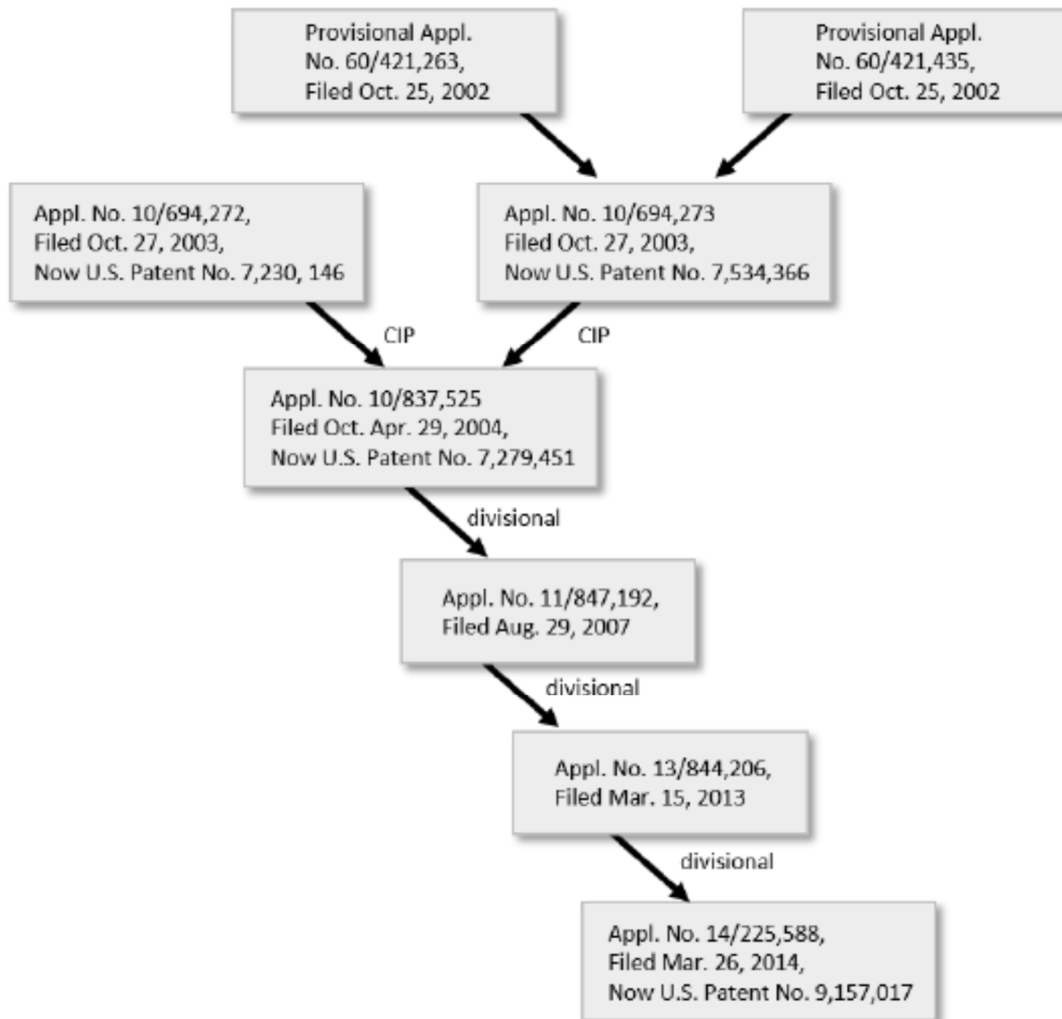 Provisional Appl.
No. 60/421,263,
Filed Oct. 25, 2002
Provisional Appl.
No. 60/421,435,
Filed Oct. 25, 2002
Appl. No. 10/694,272,
Filed Oct. 27, 2003,
Now U.S. Patent No. 7,230, 146
Appl. No. 10/694,273
Filed Oct. 27, 2003,
Now U.S. Patent No. 7,534,366
CIP
CIP
Appl. No. 10/837,525
Filed Oct. Apr. 29, 2004,
Now U.S. Patent No. 7,279,451
divisional
Appl. No. 11/847,192,
Filed Aug. 29, 2007
divisional
Appl. No. 13/844,206,
Filed Mar. 15, 2013
divisional
Appl. No. 14/225,588,
Filed Mar. 26, 2014,
Now U.S. Patent No. 9,157,017